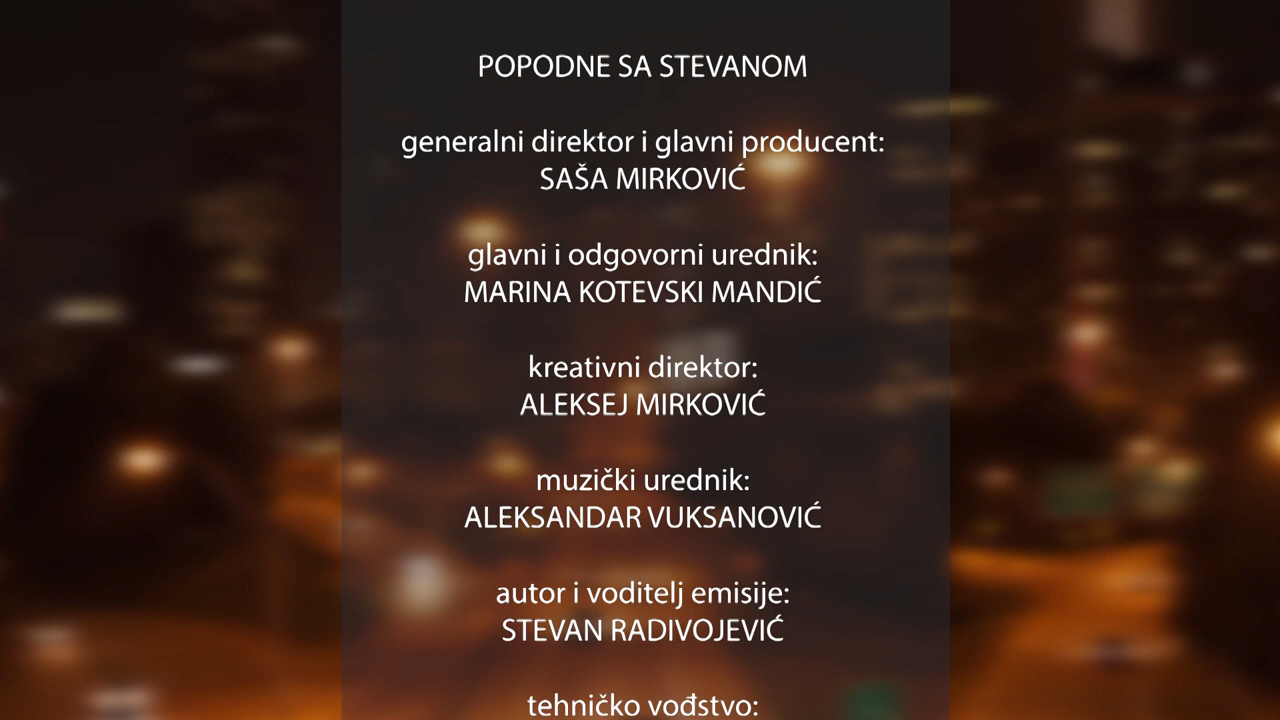 POPODNE SA STEVANOM
generalni direktor i glavni producent:
SAŠA MIRKOVIĆ
glavni i odgovorni urednik:
MARINA KOTEVSKI MANDIĆ
kreativni direktor:
ALEKSEJ MIRKOVIĆ
muzički urednik:
ALEKSANDAR VUKSANOVIĆ
autor i voditelj emisije:
STEVAN RADIVOJEVIĆ
tehničko vođstvo: